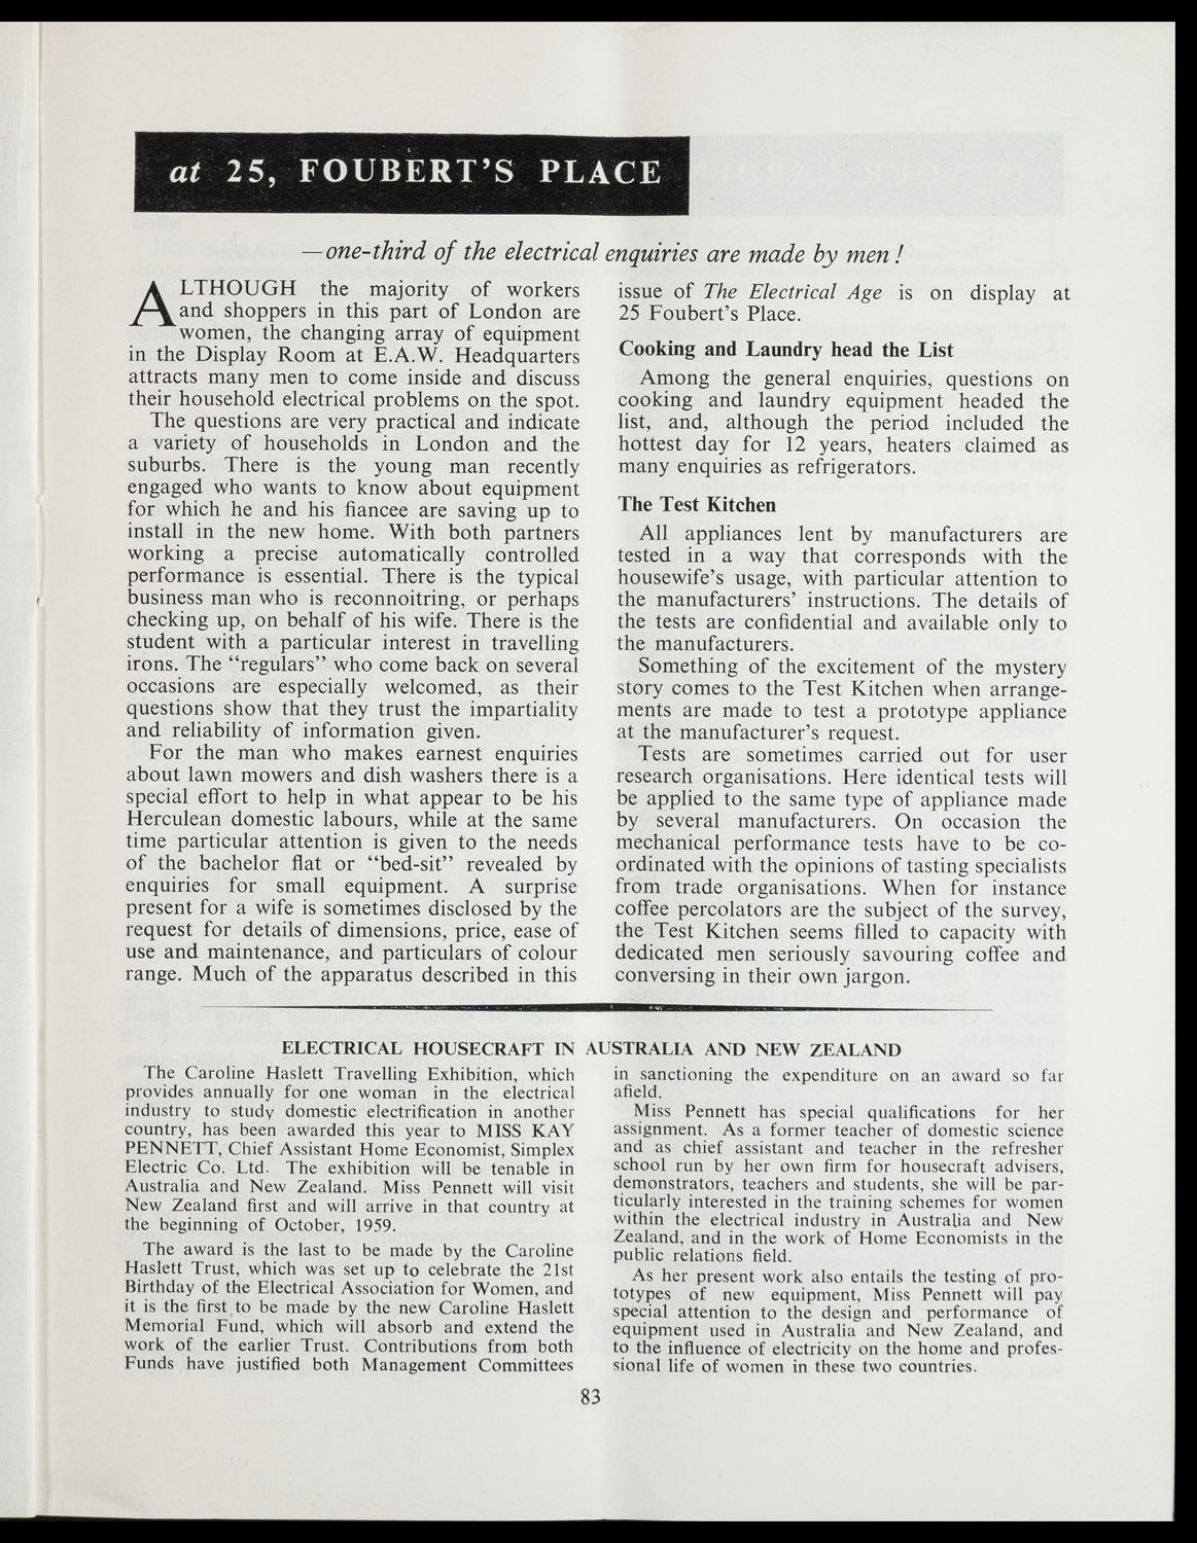 at 25, FOUBERT'S PLACE
—one-third of the electrical enquiries are made by men !
ALTHOUGH the majority of workers
and shoppers in this part of London are
women, the changing array of equipment
in the Display Room at E.A.W. Headquarters
attracts many men to come inside and discuss
their household electrical problems on the spot.
The questions are very practical and indicate
a variety of households in London and the
suburbs. There is the young man recently
engaged who wants to know about equipment
for which he and his fiancee are saving up to
install in the new home. With both partners
working a precise automatically controlled
performance is essential. There is the typical
business man who is reconnoitring, or perhaps
checking up, on behalf of his wife. There is the
student with a particular interest in travelling
irons. The "regulars" who come back on several
occasions are especially welcomed, as their
questions show that they trust the impartiality
and reliability of information given.
For the man who makes earnest enquiries
about lawn mowers and dish washers there is a
special effort to help in what appear to be his
Herculean domestic labours, while at the same
time particular attention is given to the needs
of the bachelor flat or "bed-sit" revealed by
enquiries for small equipment. A surprise
present for a wife is sometimes disclosed by the
request for details of dimensions, price, ease of
use and maintenance, and particulars of colour
range. Much of the apparatus described in this
issue of The Electrical Age is on display at
25 Foubert's Place.
Cooking and Laundry head the List
Among the general enquiries, questions on
cooking and laundry equipment headed the
list, and, although the period included the
hottest day for 12 years, heaters claimed as
many enquiries as refrigerators.
The Test Kitchen
All appliances lent by manufacturers are
tested in a way that corresponds with the
housewife's usage, with particular attention to
the manufacturers' instructions. The details of
the tests are confidential and available only to
the manufacturers.
Something of the excitement of the mystery
story comes to the Test Kitchen when arrange-
ments are made to test a prototype appliance
at the manufacturer's request.
Tests are sometimes carried out for user
research organisations. Here identical tests will
be applied to the same type of appliance made
by several manufacturers. On occasion the
mechanical performance tests have to be co-
ordinated with the opinions of tasting specialists
from trade organisations. When for instance
coffee percolators are the subject of the survey,
the Test Kitchen seems filled to capacity with
dedicated men seriously savouring coffee and
conversing in their own jargon.
ELECTRICAL HOUSECRAFT IN AUSTRALIA AND NEW ZEALAND
The Caroline Haslett Travelling Exhibition, which
provides annually for one woman in the electrical
industry to study domestic electrification in another
country, has been awarded this year to MISS KAY
PENNETT, Chief Assistant Home Economist, Simplex
Electric Co. Ltd. The exhibition will be tenable in
Australia and New Zealand. Miss Pennett will visit
New Zealand first and will arrive in that country at
the beginning of October, 1959.
The award is the last to be made by the Caroline
Haslett Trust, which was set up to celebrate the 21st
Birthday of the Electrical Association for Women, and
it is the first to be made by the new Caroline Haslett
Memorial Fund, which will absorb and extend the
work of the earlier Trust. Contributions from both
Funds have justified both Management Committees
in sanctioning the expenditure on an award so far
afield.
Miss Pennett has special qualifications for her
assignment. As a former teacher of domestic science
and as chief assistant and teacher in the refresher
school run by her own firm for housecraft advisers,
demonstrators, teachers and students, she will be par-
ticularly interested in the training schemes for women
within the electrical industry in Australia and New
Zealand, and in the work of Home Economists in the
public relations field.
As her present work also entails the testing of pro-
totypes of new equipment, Miss Pennett will pay
special attention to the design and performance of
equipment used in Australia and New Zealand, and
to the influence of electricity on the home and profes-
sional life of women in these two countries.
83